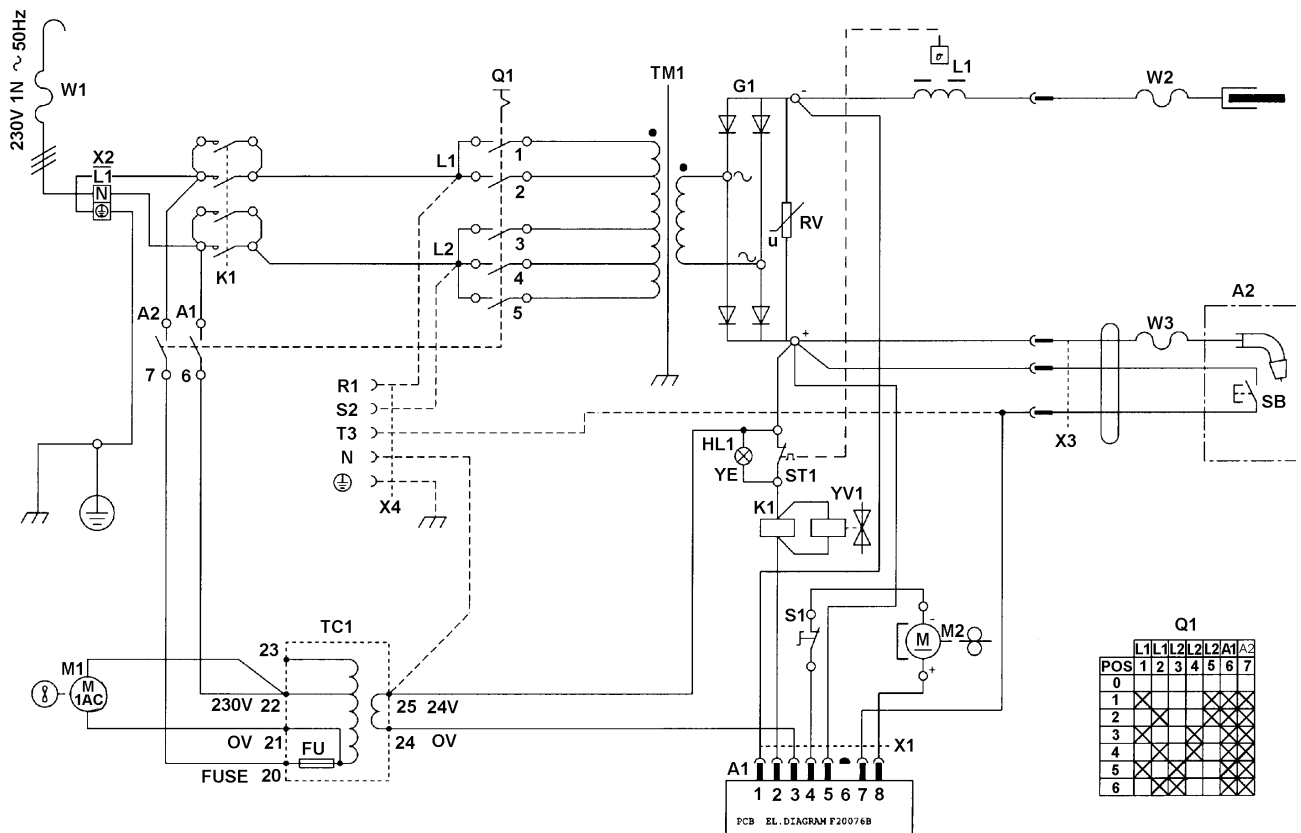 230V 1N ~ 50Hz
W1
X2
L1
N
K1
A2
A1
7
6
Q1
L1
1
2
L2
3
4
5
TM1
G1
-
~
~
+
RV
u
σ
L1
W2
W3
A2
SB
X3
R1
S2
T3
N
X4
HL1
YE
ST1
K1
YV1
S1
M
M2
-
+
TC1
23
M1
M
1AC
230V
22
25
24V
OV
21
24
OV
FU
FUSE
20
X1
A1
1 2 3 4 5 6 7 8
PCB EL.DIAGRAM F20076B
Q1
L1 L1 L2 L2 L2 A1 A2
POS 1 2 3 4 5 6 7
0
1
2
3
4
5
6